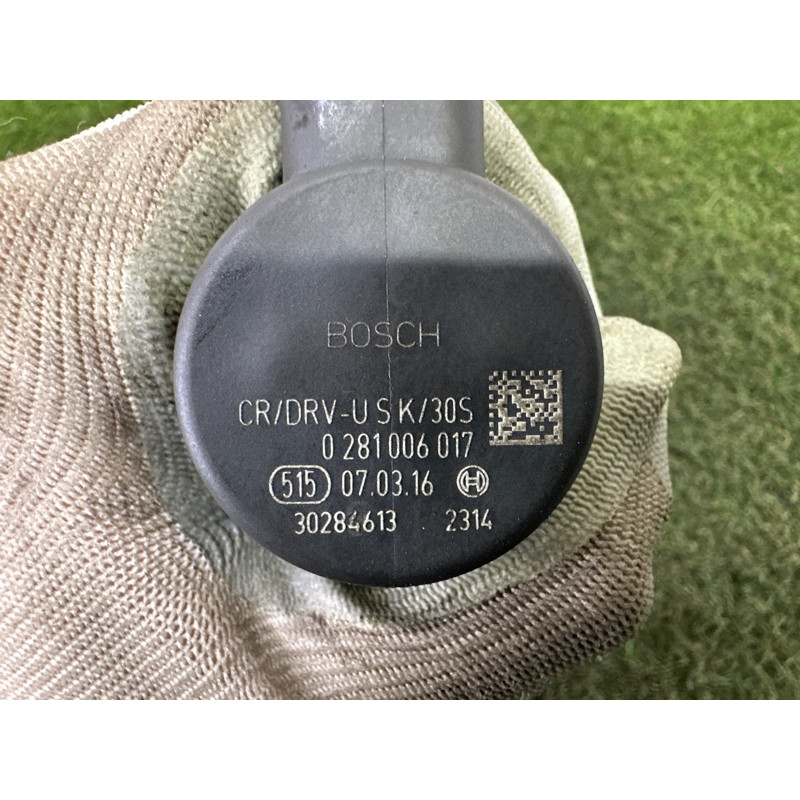 BOSCH
CR/DRV-U S K/30S
0 281 006 017
515 07.03.16 H
30284613 2314